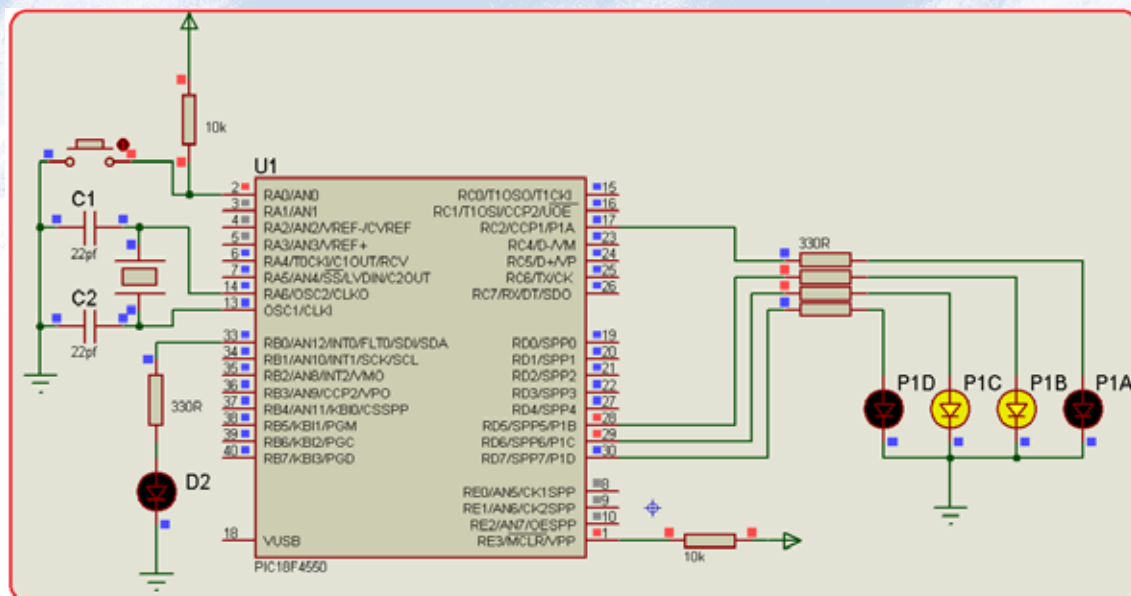 10k
U1
C1
22pf
C2
22pf
2 RA0/AN0
3 RA1/AN1
4 RA2/AN2/VREF-/CVREF
5 RA3/AN3/VREF+
6 RA4/T0CKI/C1OUT/RCV
7 RA5/AN4/SS/LVDIN/C2OUT
14 RA6/OSC2/CLKO
13 OSC1/CLKI
33 RB0/AN12/INT0/FLT0/SDI/SDA
34 RB1/AN10/INT1/SCK/SCL
35 RB2/AN8/INT2/VMO
36 RB3/AN9/CCP2/VPO
37 RB4/AN11/KBI0/CSSPP
38 RB5/KBI1/PGM
39 RB6/KBI2/PGC
40 RB7/KBI3/PGD
18 VUSB
RC0/T1OSO/T1CKI 15
RC1/T1OSI/CCP2/UOE 16
RC2/CCP1/P1A 17
RC4/D-/VM 23
RC5/D+/VP 24
RC6/TX/CK 25
RC7/RX/DT/SDO 26
RD0/SPP0 19
RD1/SPP1 20
RD2/SPP2 21
RD3/SPP3 22
RD4/SPP4 27
RD5/SPP5/P1B 28
RD6/SPP6/P1C 29
RD7/SPP7/P1D 30
RE0/AN5/CK1SPP 8
RE1/AN6/CK2SPP 9
RE2/AN7/OESPP 10
RE3/MCLR/VPP 1
PIC18F4550
330R
D2
330R
P1D P1C P1B P1A
10k